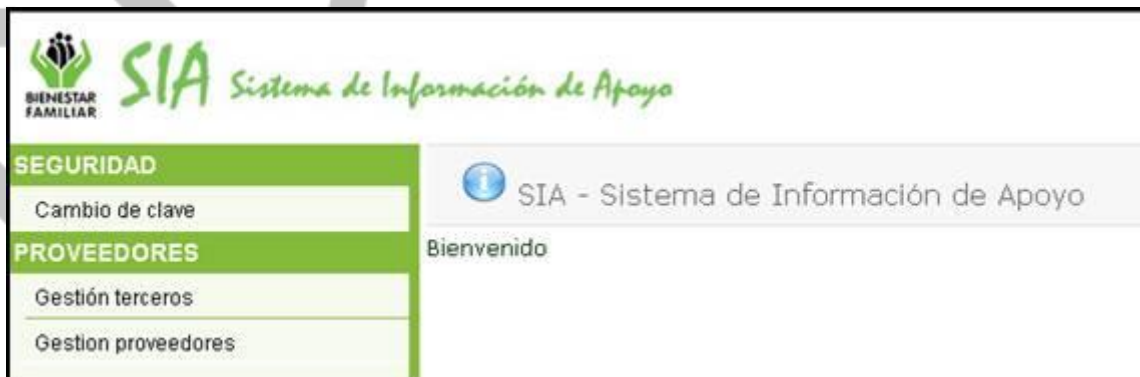 BIENESTAR
FAMILIAR
SIA Sistema de Información de Apoyo
SEGURIDAD
Cambio de clave
PROVEEDORES
Gestión terceros
Gestion proveedores
SIA - Sistema de Información de Apoyo
Bienvenido